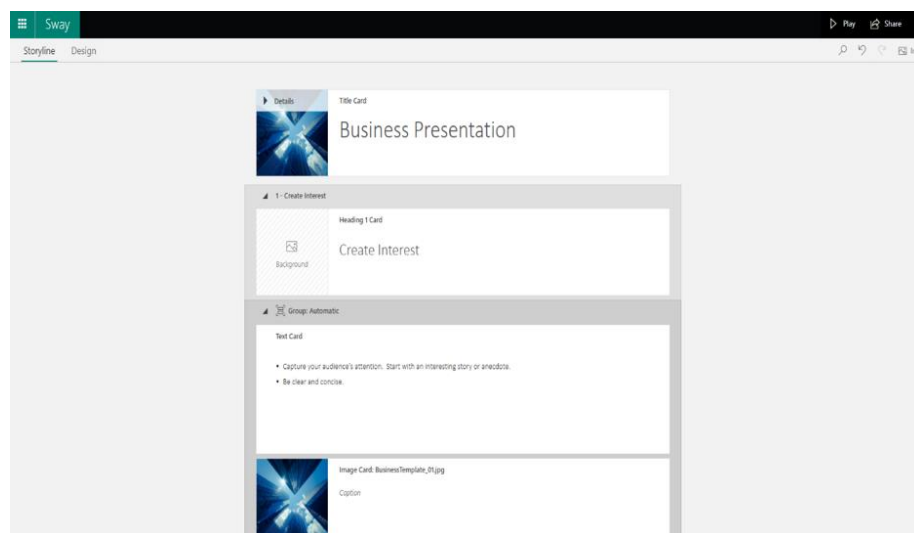 Sway
Play
Share
Storyline
Design
Details
Title Card
Business Presentation
1 - Create Interest
Heading 1 Card
Background
Create Interest
Group: Automatic
Text Card
• Capture your audience's attention. Start with an interesting story or anecdote.
• Be clear and concise.
Image Card: BusinessTemplate_01.jpg
Caption